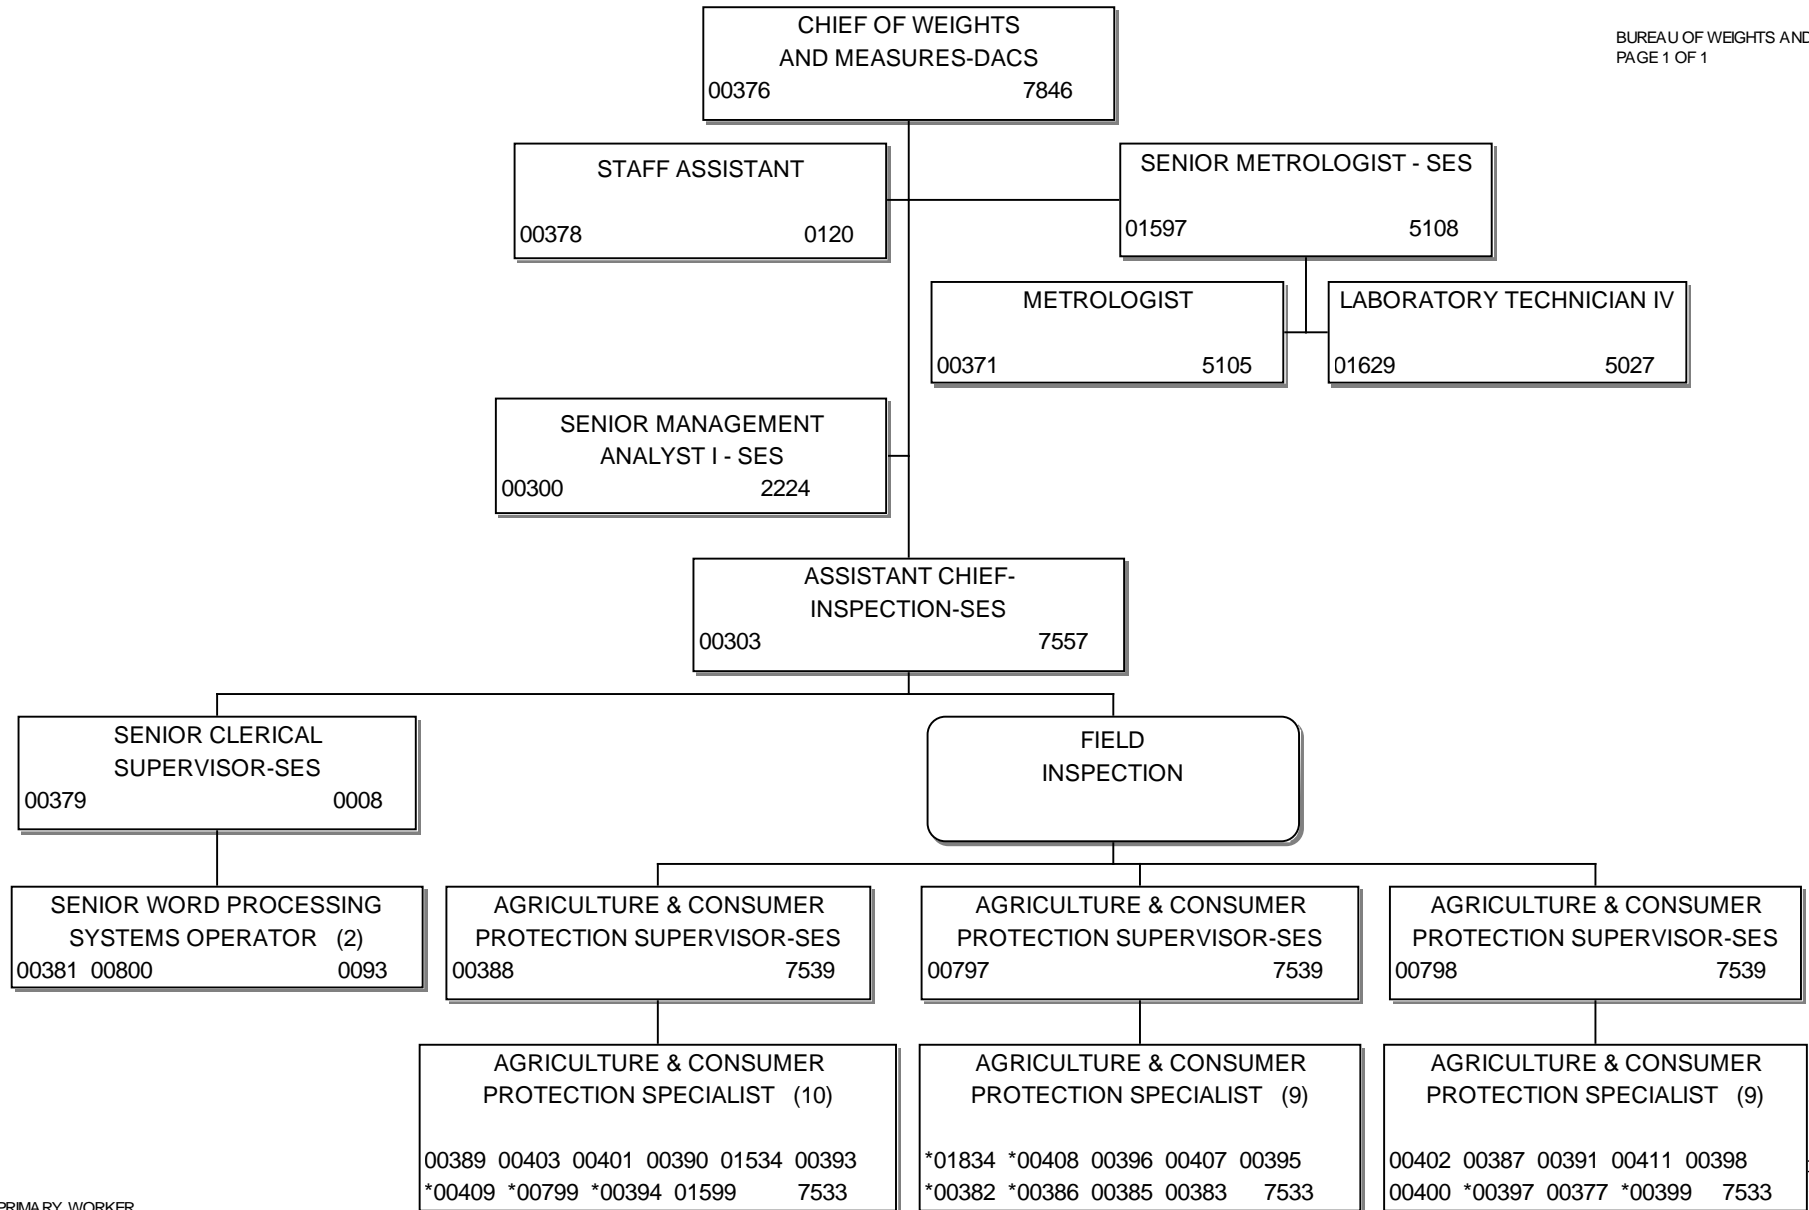 CHIEF OF WEIGHTS
AND MEASURES-DACS
00376 7846
BUREAU OF WEIGHTS AND
PAGE 1 OF 1
STAFF ASSISTANT
00378 0120
SENIOR METROLOGIST - SES
01597 5108
METROLOGIST
00371 5105
LABORATORY TECHNICIAN IV
01629 5027
SENIOR MANAGEMENT
ANALYST I - SES
00300 2224
ASSISTANT CHIEF-
INSPECTION-SES
00303 7557
SENIOR CLERICAL
SUPERVISOR-SES
00379 0008
FIELD
INSPECTION
SENIOR WORD PROCESSING
SYSTEMS OPERATOR (2)
00381 00800 0093
AGRICULTURE & CONSUMER
PROTECTION SUPERVISOR-SES
00388 7539
AGRICULTURE & CONSUMER
PROTECTION SUPERVISOR-SES
00797 7539
AGRICULTURE & CONSUMER
PROTECTION SUPERVISOR-SES
00798 7539
AGRICULTURE & CONSUMER
PROTECTION SPECIALIST (10)
00389 00403 00401 00390 01534 00393
*00409 *00799 *00394 01599 7533
AGRICULTURE & CONSUMER
PROTECTION SPECIALIST (9)
*01834 *00408 00396 00407 00395
*00382 *00386 00385 00383 7533
AGRICULTURE & CONSUMER
PROTECTION SPECIALIST (9)
00402 00387 00391 00411 00398
00400 *00397 00377 *00399 7533
PRIMARY WORKER